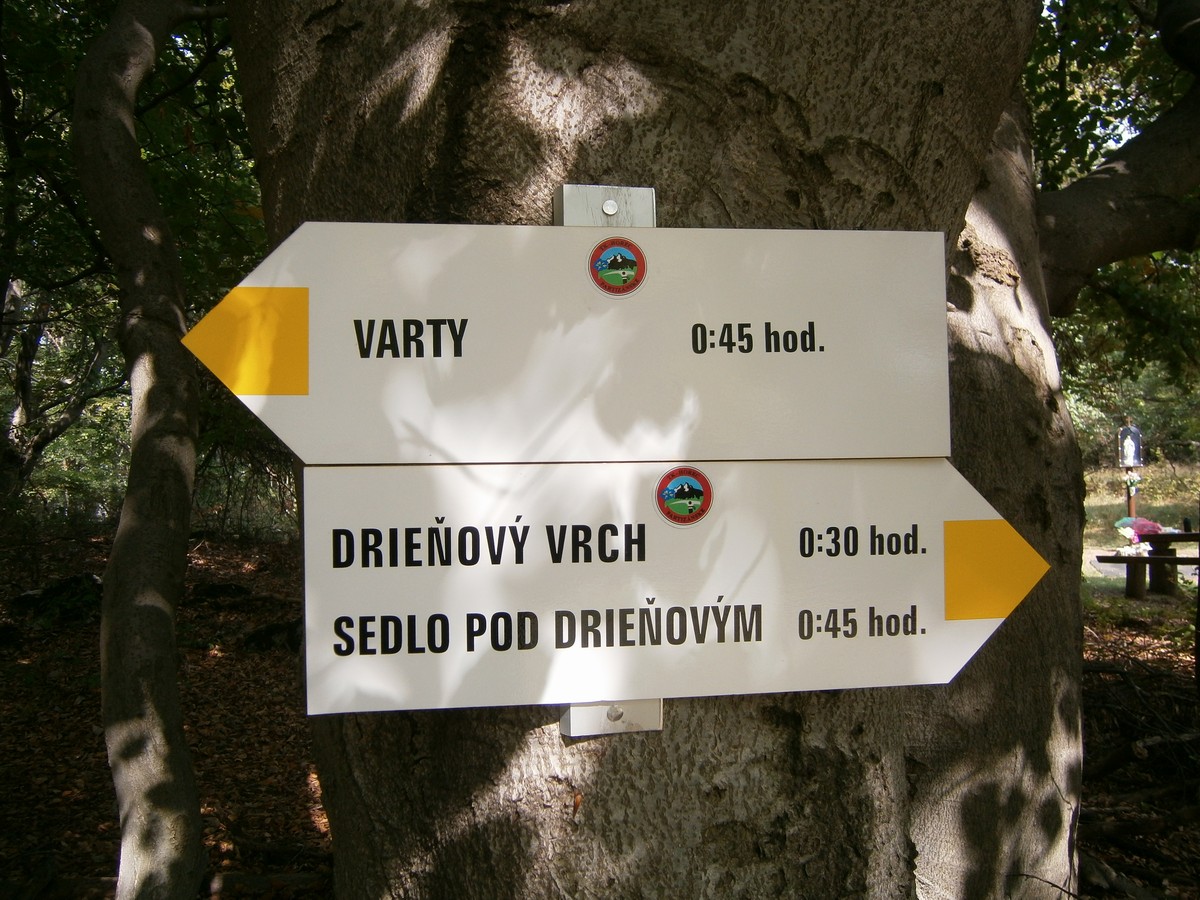 VARTY 0:45 hod.
DRIEŇOVÝ VRCH 0:30 hod.
SEDLO POD DRIEŇOVÝM 0:45 hod.